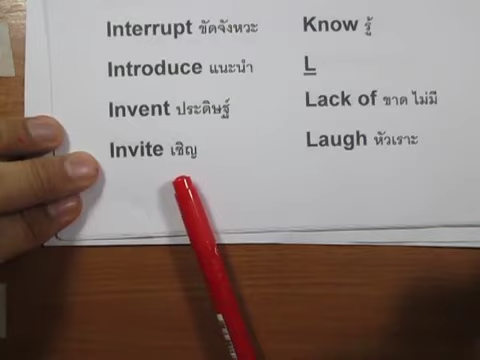 Interrupt ขัดจังหวะ
Introduce แนะนำ
Invent ประดิษฐ์
Invite เชิญ
Know รู้
L
Lack of ขาด ไม่มี
Laugh หัวเราะ